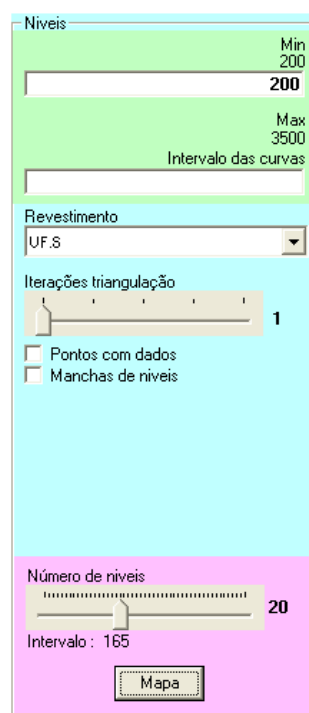 Niveis
Min
200
200
Max
3500
Intervalo das curvas
Revestimento
UF.S
Iterações triangulação
1
Pontos com dados
Manchas de niveis
Número de niveis
20
Intervalo : 165
Mapa